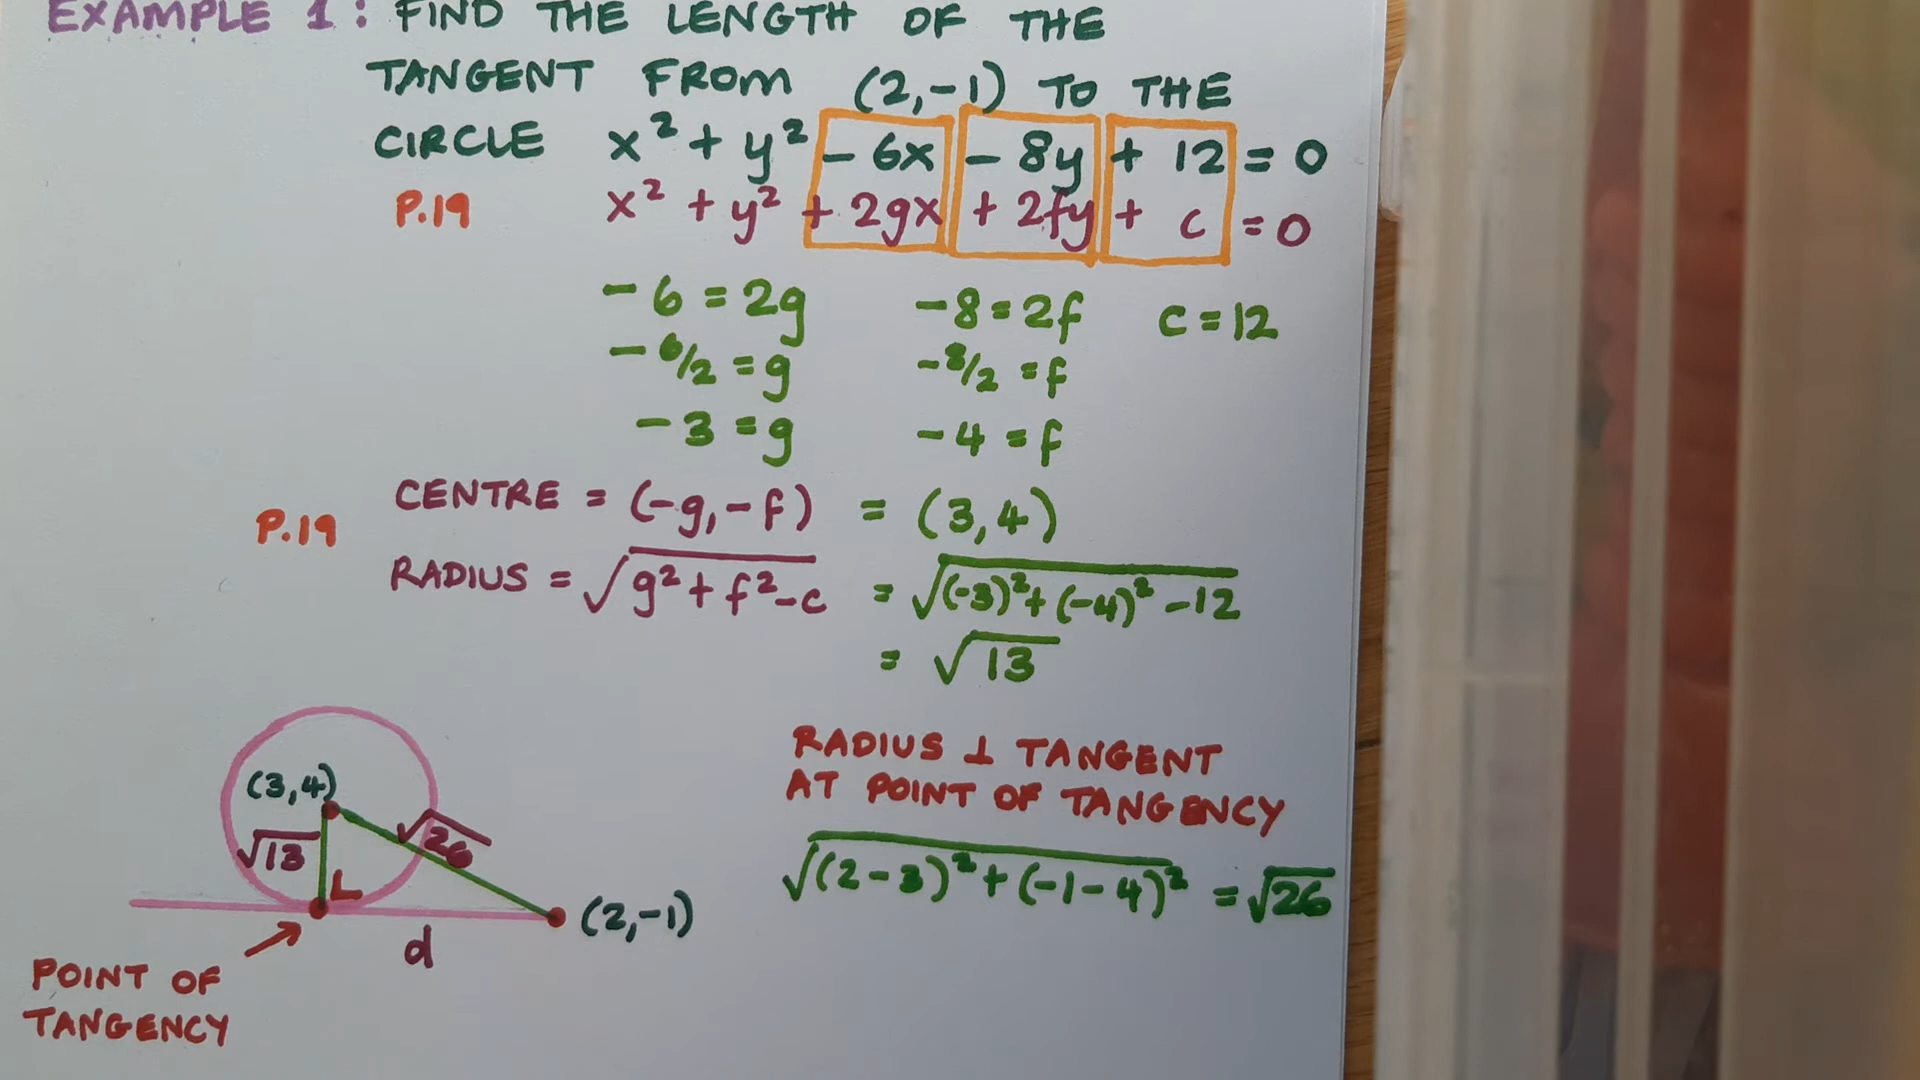 EXAMPLE 1: FIND THE LENGTH OF THE
TANGENT FROM (2,-1) TO THE
CIRCLE x² + y² - 6x - 8y + 12 = 0
P.19 x² + y² + 2gx + 2fy + c = 0
-6 = 2g -8 = 2f c = 12
-6/2 = g -8/2 = f
-3 = g -4 = f
CENTRE = (-g, -f) = (3, 4)
P.19
RADIUS = √g² + f² - c = √(-3)² + (-4)² - 12
= √13
RADIUS ⊥ TANGENT
AT POINT OF TANGENCY
√(2-3)² + (-1-4)² = √26
(3,4)
√13 √26
L
(2,-1)
d
POINT OF
TANGENCY